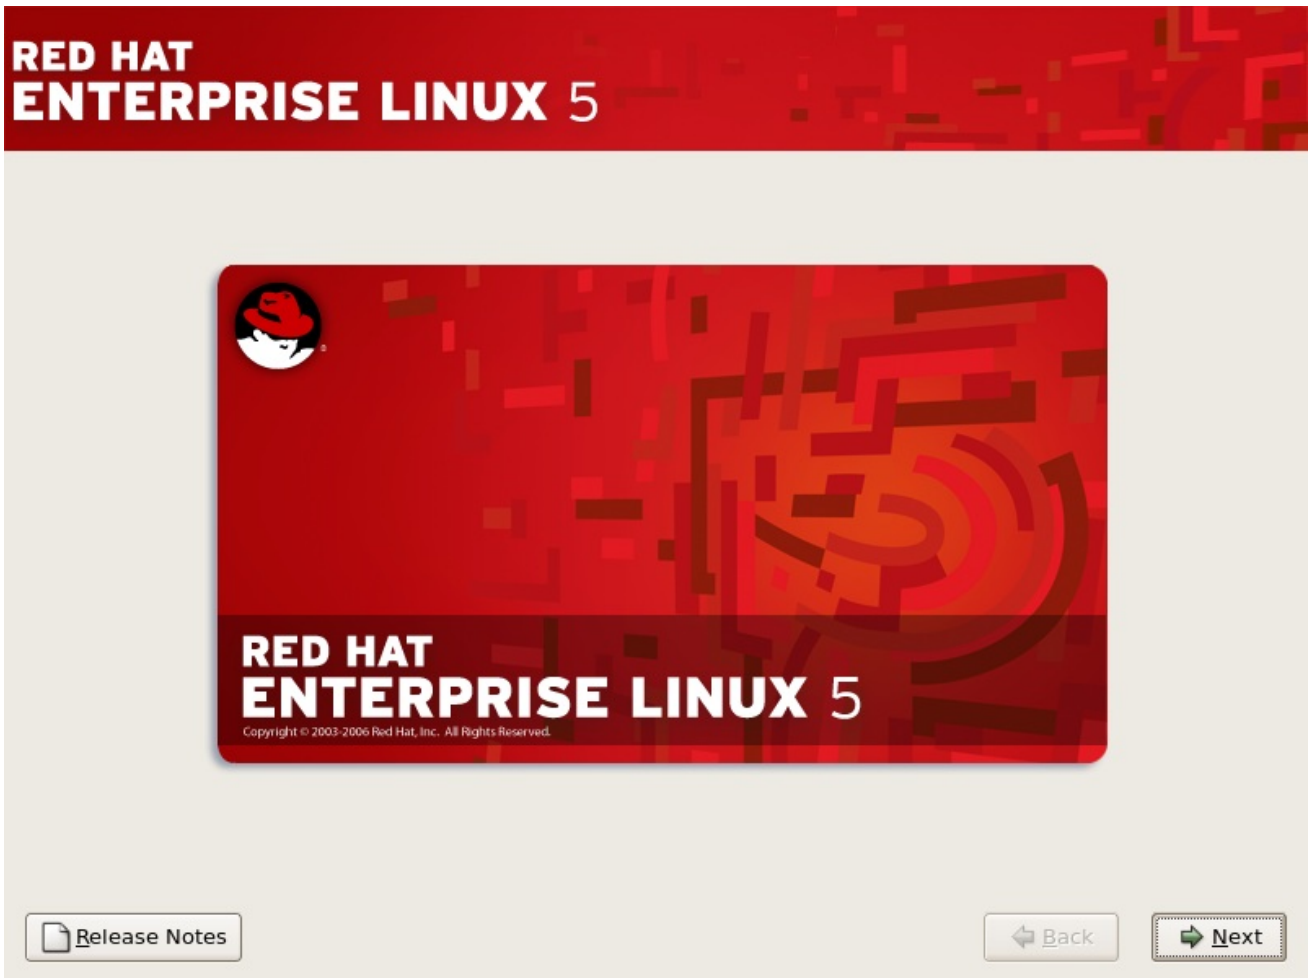 RED HAT
ENTERPRISE LINUX 5
RED HAT
ENTERPRISE LINUX 5
Copyright © 2003-2006 Red Hat, Inc. All Rights Reserved.
Release Notes
Back
Next